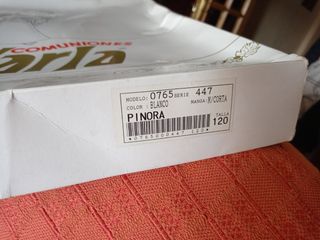 COMUNIONES
MODELO: 0765 SERIE 447
COLOR : BLANCO MANGA: M/CORTA
PINORA TALLA
120